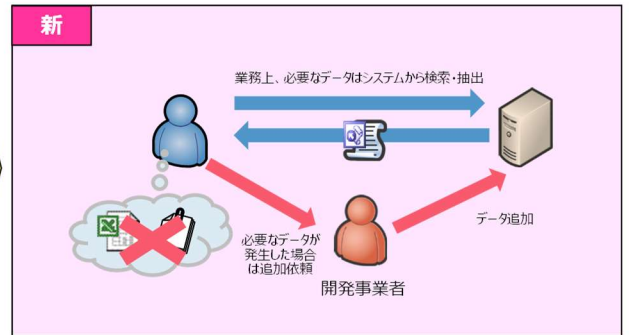 新
業務上、必要なデータはシステムから検索・抽出
データ追加
必要なデータが
発生した場合
は追加依頼
開発事業者